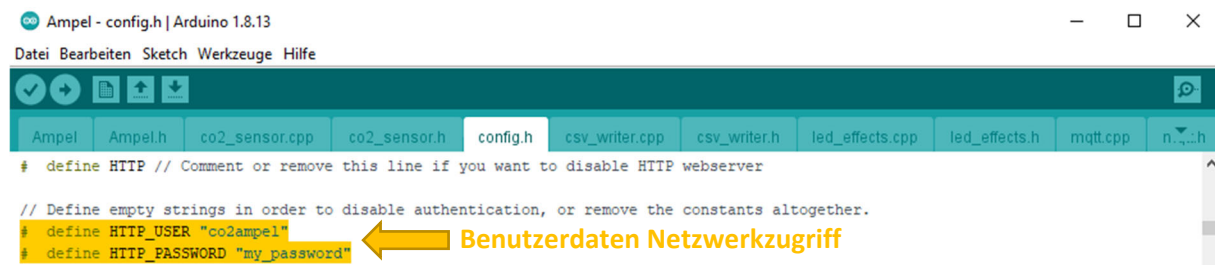 Ampel - config.h | Arduino 1.8.13
Datei Bearbeiten Sketch Werkzeuge Hilfe
Ampel Ampel.h co2_sensor.cpp co2_sensor.h config.h csv_writer.cpp csv_writer.h led_effects.cpp led_effects.h mqtt.cpp
# define HTTP // Comment or remove this line if you want to disable HTTP webserver
// Define empty strings in order to disable authentication, or remove the constants altogether.
# define HTTP_USER "co2ampel"
# define HTTP_PASSWORD "my_password"
Benutzerdaten Netzwerkzugriff